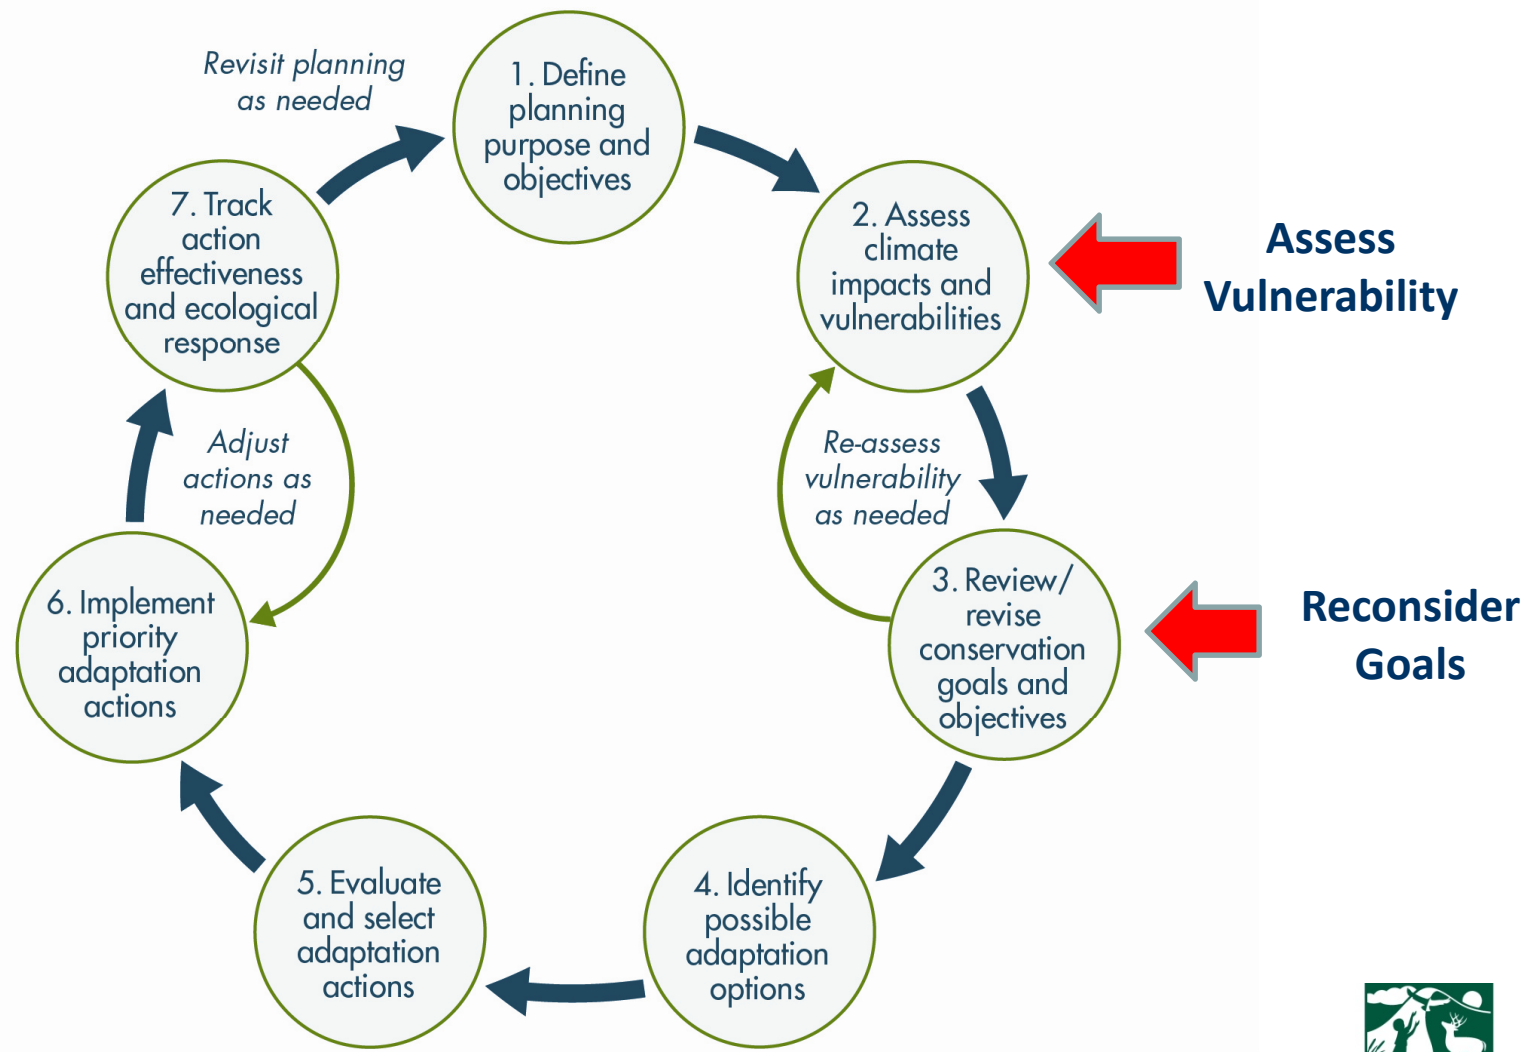 Revisit planning
as needed
1. Define
planning
purpose and
objectives
2. Assess
climate
impacts and
vulnerabilities
Assess
Vulnerability
Re-assess
vulnerability
as needed
3. Review/
revise
conservation
goals and
objectives
Reconsider
Goals
4. Identify
possible
adaptation
options
5. Evaluate
and select
adaptation
actions
6. Implement
priority
adaptation
actions
7. Track
action
effectiveness
and ecological
response
Adjust
actions as
needed